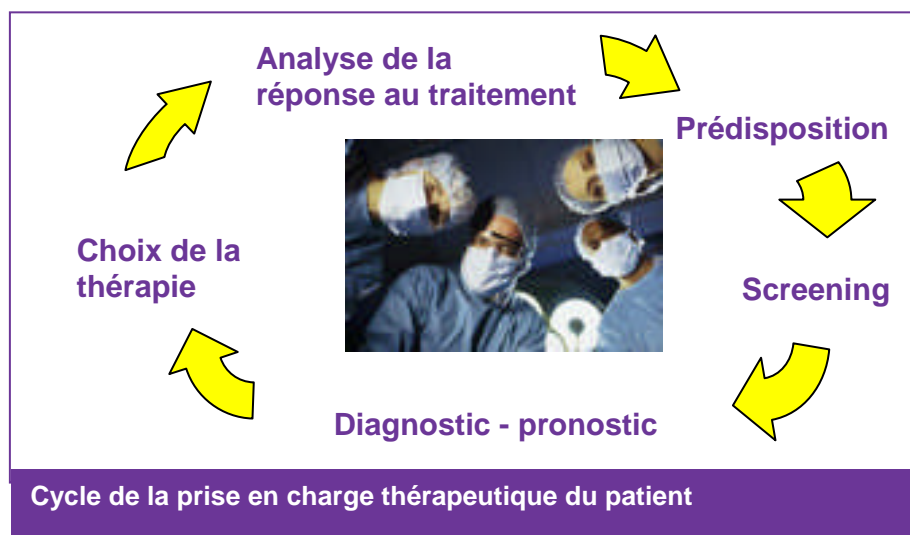 Analyse de la
réponse au traitement
Prédisposition
Choix de la
thérapie
Screening
Diagnostic - pronostic
Cycle de la prise en charge thérapeutique du patient